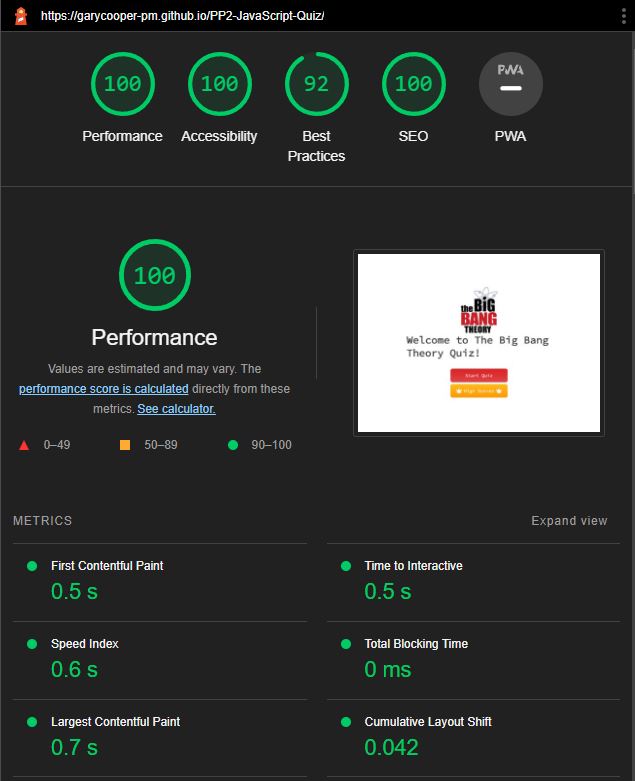 https://garycooper-pm.github.io/PP2-JavaScript-Quiz/
100
Performance
100
Accessibility
92
Best
Practices
100
SEO
PWA
PWA
100
Performance
Values are estimated and may vary. The
performance score is calculated directly from these
metrics. See calculator.
0–49
50–89
90–100
the BIG
BANG
THEORY
Welcome to The Big Bang
Theory Quiz!
Start Quiz
High Scores
METRICS
Expand view
First Contentful Paint
0.5 s
Time to Interactive
0.5 s
Speed Index
0.6 s
Total Blocking Time
0 ms
Largest Contentful Paint
0.7 s
Cumulative Layout Shift
0.042